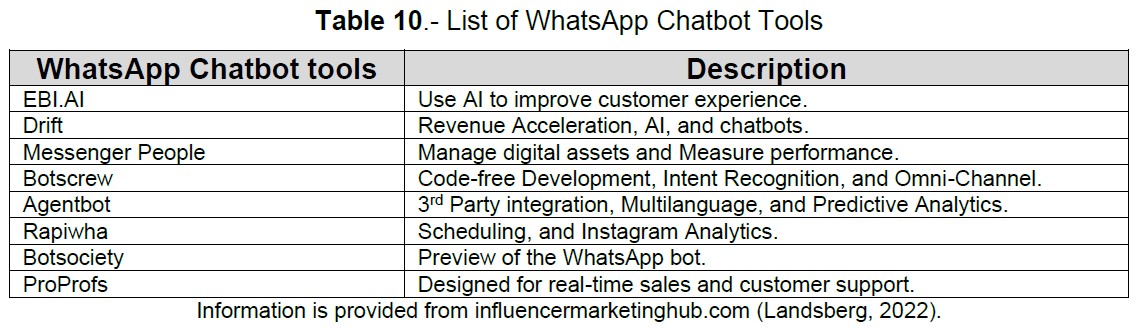 Table 10.- List of WhatsApp Chatbot Tools
WhatsApp Chatbot tools Description
EBI.AI Use AI to improve customer experience.
Drift Revenue Acceleration, AI, and chatbots.
Messenger People Manage digital assets and Measure performance.
Botscrew Code-free Development, Intent Recognition, and Omni-Channel.
Agentbot 3rd Party integration, Multilanguage, and Predictive Analytics.
Rapiwha Scheduling, and Instagram Analytics.
Botsociety Preview of the WhatsApp bot.
ProProfs Designed for real-time sales and customer support.
Information is provided from influencermarketinghub.com (Landsberg, 2022).